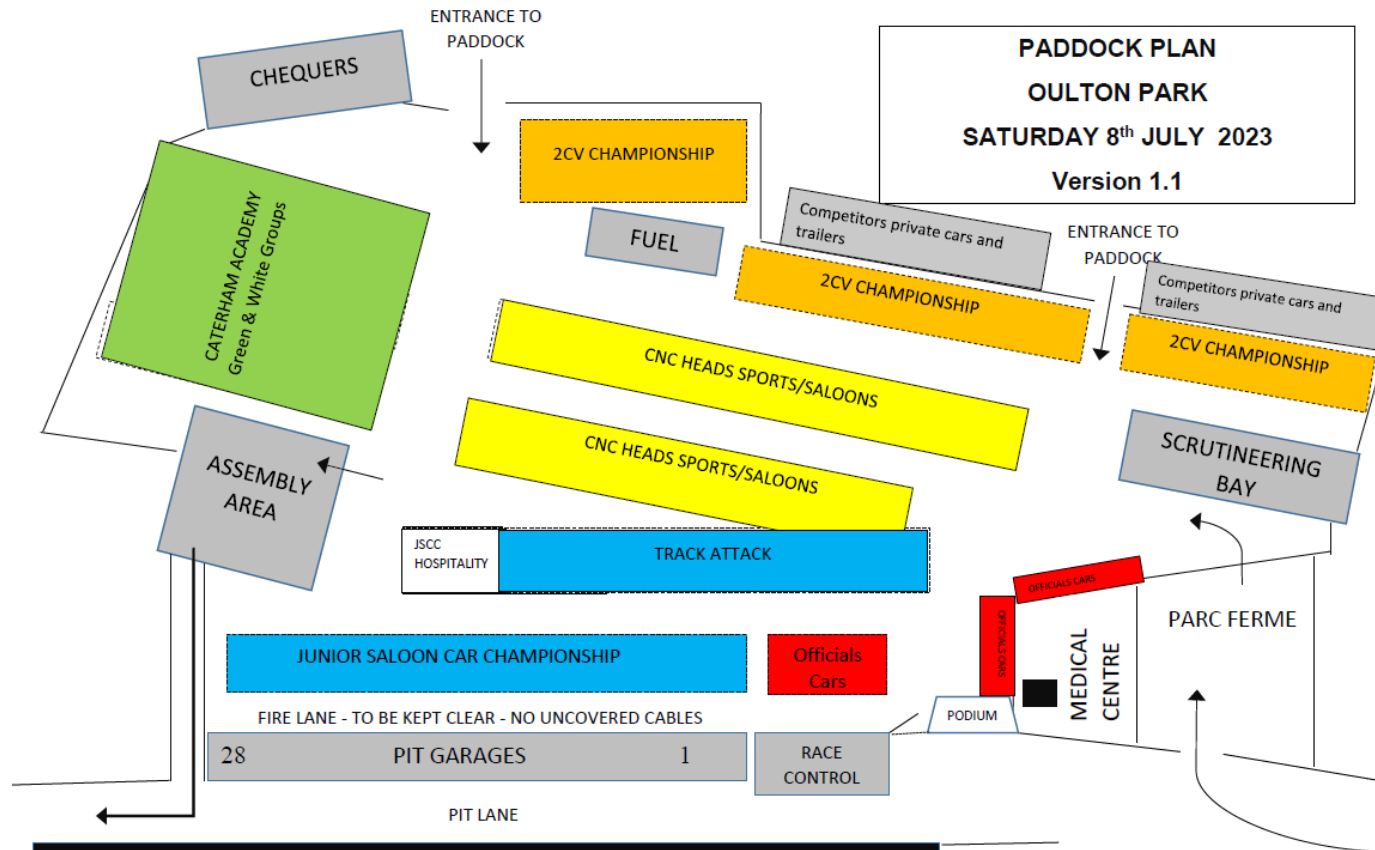 ENTRANCE TO
PADDOCK
PADDOCK PLAN
OULTON PARK
SATURDAY 8th JULY 2023
Version 1.1
CHEQUERS
2CV CHAMPIONSHIP
CATERHAM ACADEMY
Green & White Groups
FUEL
Competitors private cars and
trailers
ENTRANCE TO
PADDOCK
2CV CHAMPIONSHIP
Competitors private cars and
trailers
2CV CHAMPIONSHIP
CNC HEADS SPORTS/SALOONS
CNC HEADS SPORTS/SALOONS
SCRUTINEERING
BAY
ASSEMBLY
AREA
JSCC
HOSPITALITY
TRACK ATTACK
OFFICIALS CARS
OFFICIALS CARS
PARC FERME
MEDICAL
CENTRE
JUNIOR SALOON CAR CHAMPIONSHIP
Officials
Cars
FIRE LANE - TO BE KEPT CLEAR - NO UNCOVERED CABLES
PODIUM
28 PIT GARAGES 1
RACE
CONTROL
PIT LANE